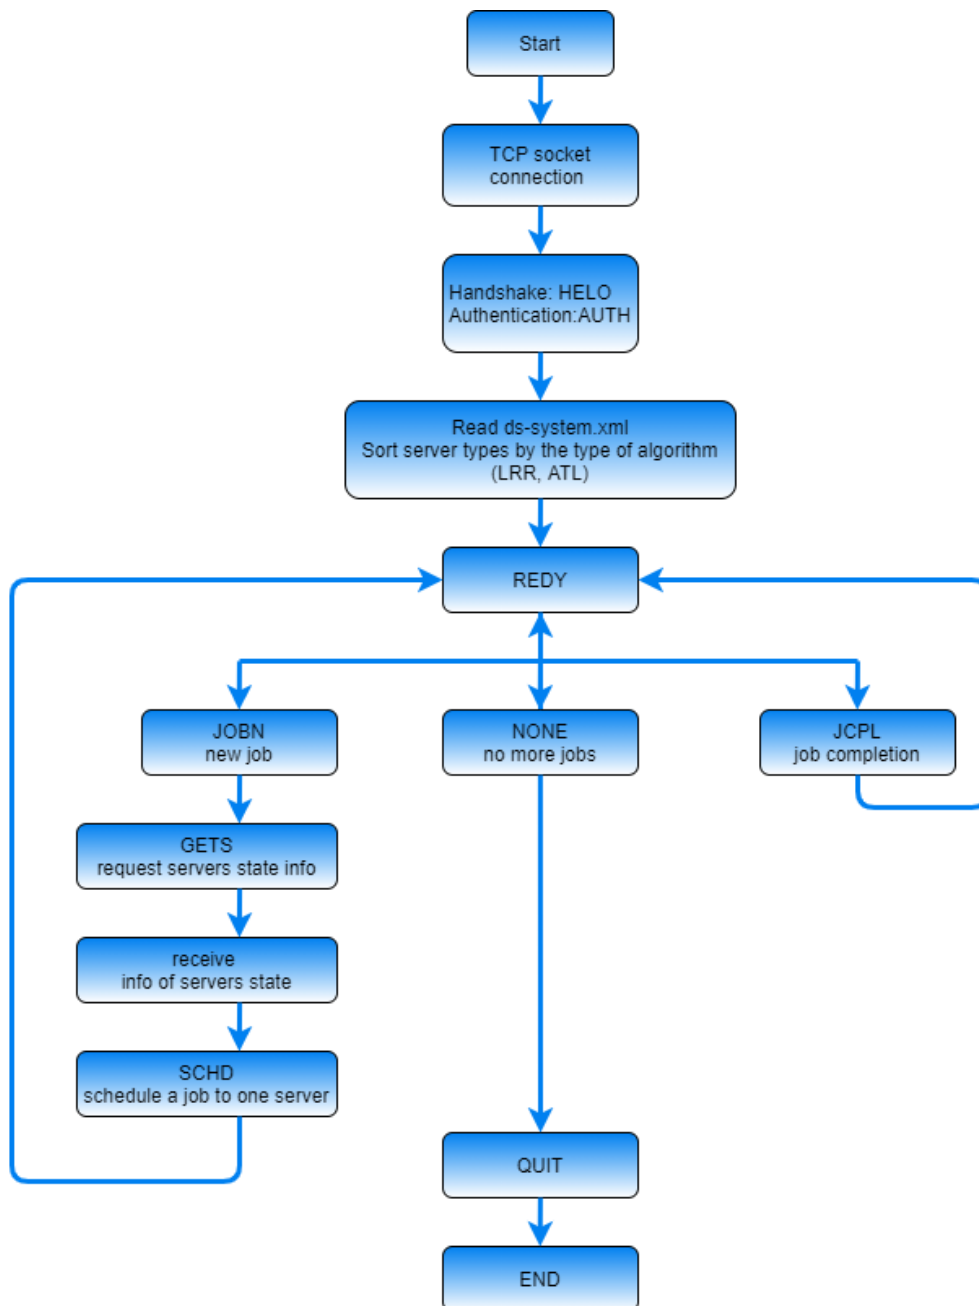 Start
TCP socket
connection
Handshake: HELO
Authentication:AUTH
Read ds-system.xml
Sort server types by the type of algorithm
(LRR, ATL)
REDY
JOBN
new job
NONE
no more jobs
JCPL
job completion
GETS
request servers state info
receive
info of servers state
SCHD
schedule a job to one server
QUIT
END